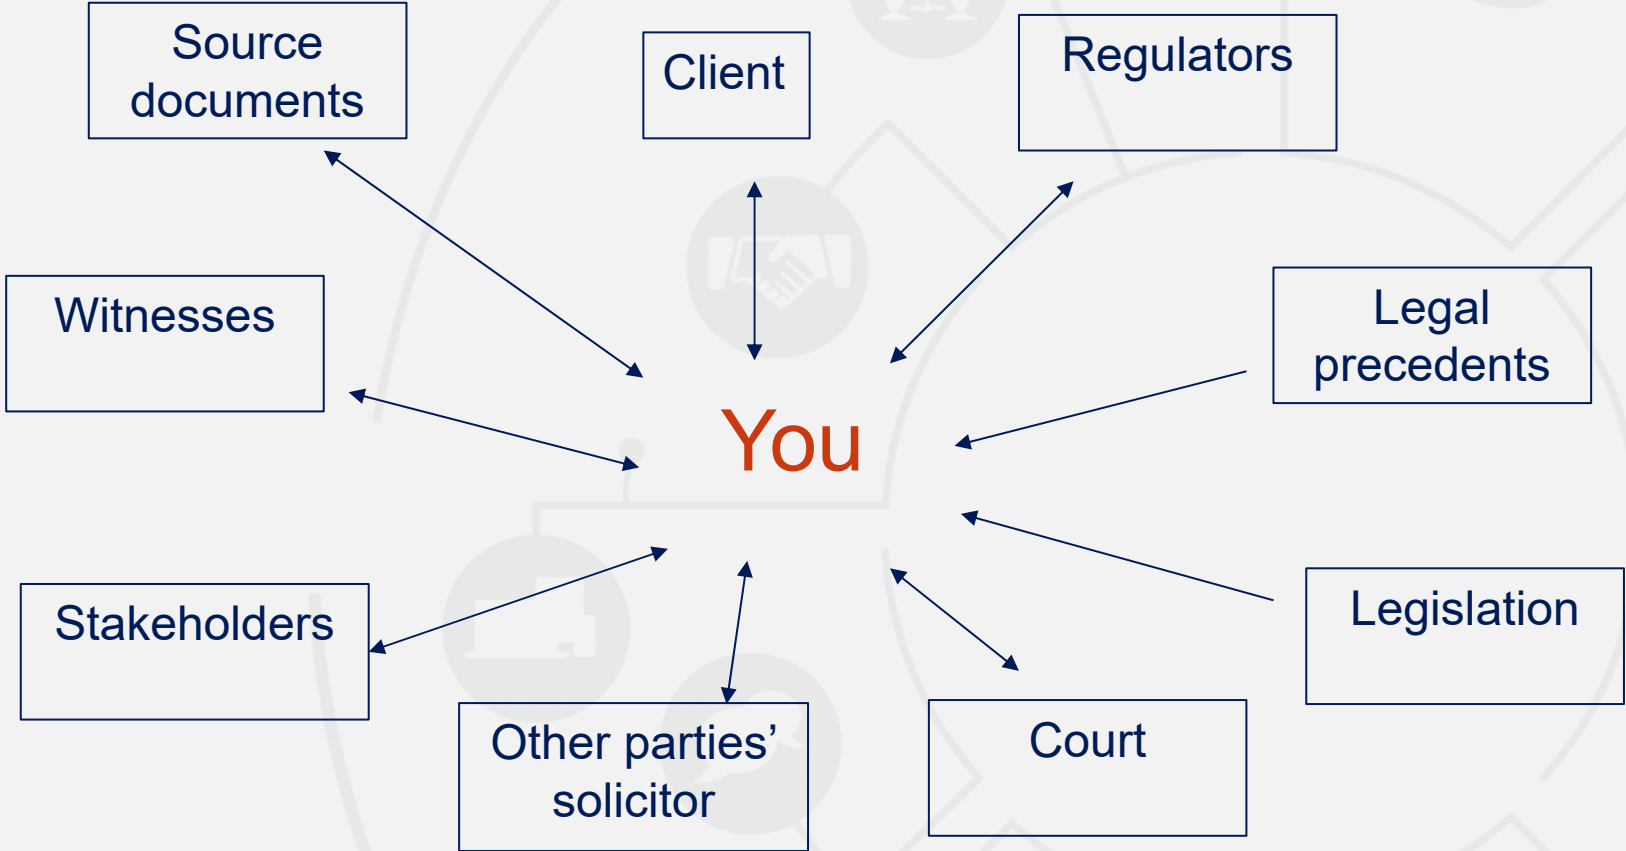 Source
documents
Client
Regulators
Witnesses
Legal
precedents
You
Stakeholders
Legislation
Other parties’
solicitor
Court